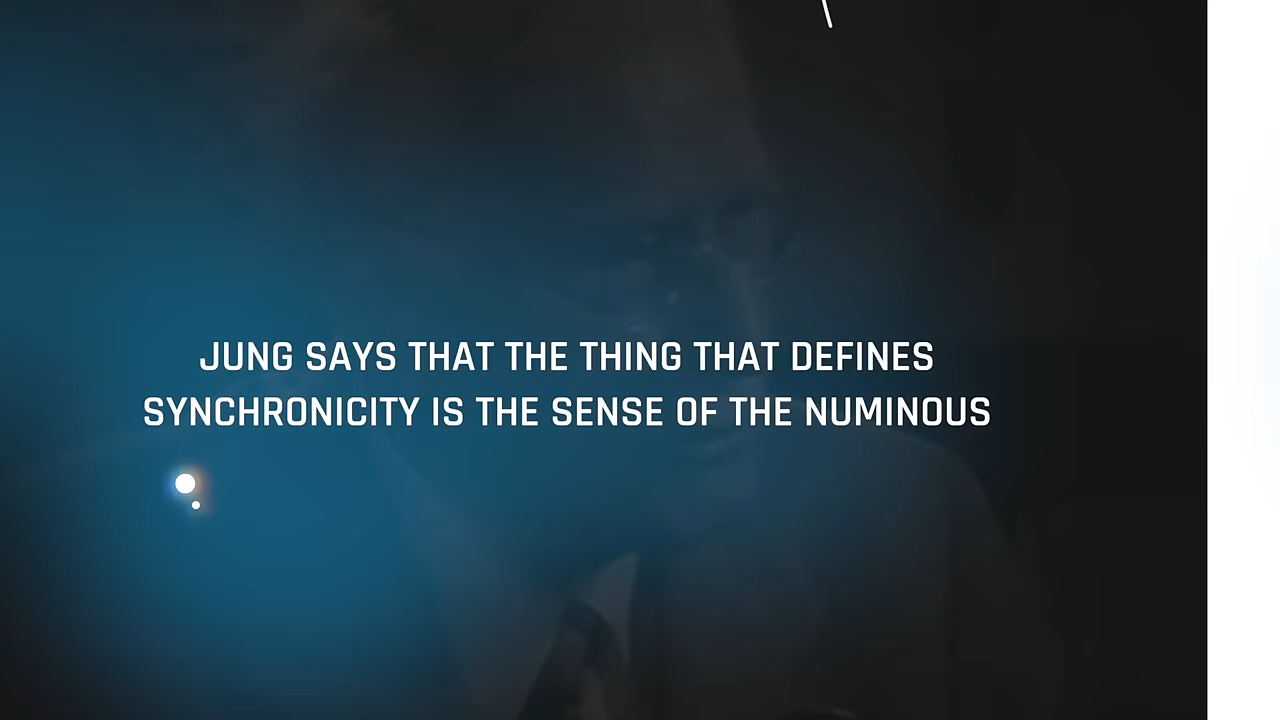 JUNG SAYS THAT THE THING THAT DEFINES
SYNCHRONICITY IS THE SENSE OF THE NUMINOUS